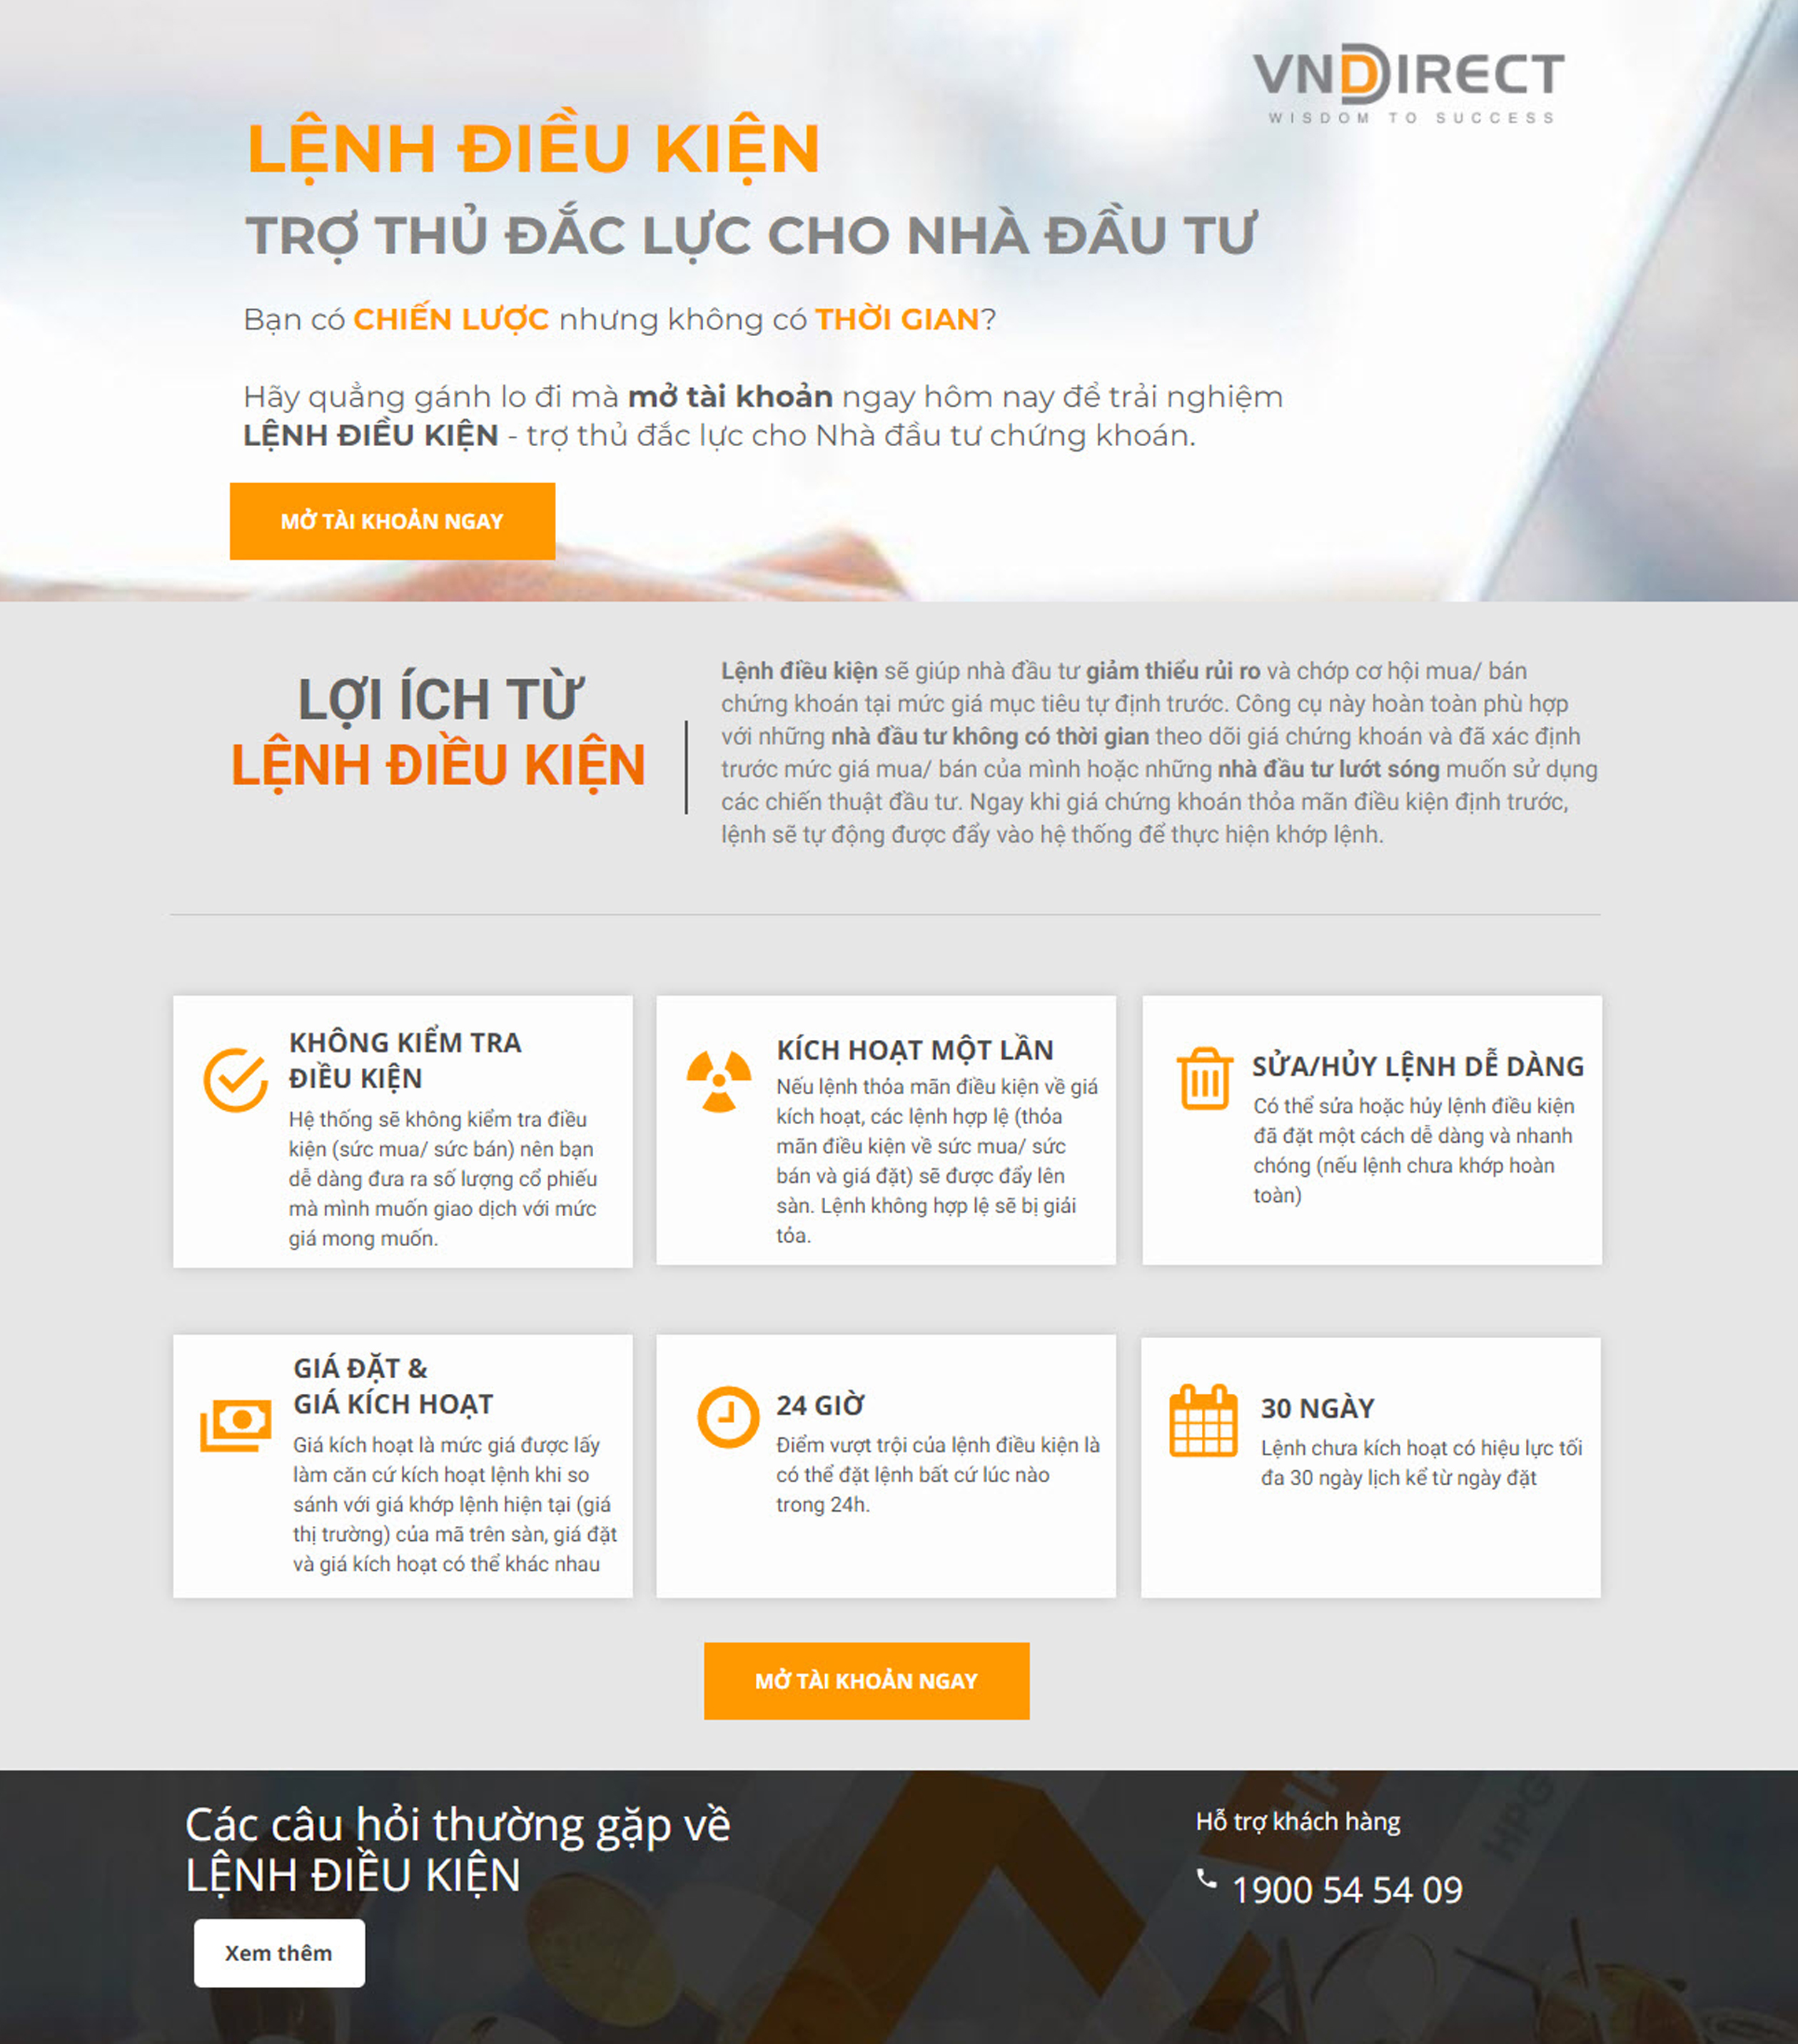 VNDIRECT
WISDOM TO SUCCESS
LỆNH ĐIỀU KIỆN
TRỢ THỦ ĐẮC LỰC CHO NHÀ ĐẦU TƯ
Bạn có CHIẾN LƯỢC nhưng không có THỜI GIAN?
Hãy quẳng gánh lo đi mà mở tài khoản ngay hôm nay để trải nghiệm
LỆNH ĐIỀU KIỆN - trợ thủ đắc lực cho Nhà đầu tư chứng khoán.
MỞ TÀI KHOẢN NGAY
LỢI ÍCH TỪ
LỆNH ĐIỀU KIỆN
Lệnh điều kiện sẽ giúp nhà đầu tư giảm thiểu rủi ro và chớp cơ hội mua/ bán
chứng khoán tại mức giá mục tiêu tự định trước. Công cụ này hoàn toàn phù hợp
với những nhà đầu tư không có thời gian theo dõi giá chứng khoán và đã xác định
trước mức giá mua/ bán của mình hoặc những nhà đầu tư lướt sóng muốn sử dụng
các chiến thuật đầu tư. Ngay khi giá chứng khoán thỏa mãn điều kiện định trước,
lệnh sẽ tự động được đẩy vào hệ thống để thực hiện khớp lệnh.
KHÔNG KIỂM TRA
ĐIỀU KIỆN
Hệ thống sẽ không kiểm tra điều
kiện (sức mua/ sức bán) nên bạn
dễ dàng đưa ra số lượng cổ phiếu
mà mình muốn giao dịch với mức
giá mong muốn.
KÍCH HOẠT MỘT LẦN
Nếu lệnh thỏa mãn điều kiện về giá
kích hoạt, các lệnh hợp lệ (thỏa
mãn điều kiện về sức mua/ sức
bán và giá đặt) sẽ được đẩy lên
sàn. Lệnh không hợp lệ sẽ bị giải
tỏa.
SỬA/HỦY LỆNH DỄ DÀNG
Có thể sửa hoặc hủy lệnh điều kiện
đã đặt một cách dễ dàng và nhanh
chóng (nếu lệnh chưa khớp hoàn
toàn)
GIÁ ĐẶT &
GIÁ KÍCH HOẠT
Giá kích hoạt là mức giá được lấy
làm căn cứ kích hoạt lệnh khi so
sánh với giá khớp lệnh hiện tại (giá
thị trường) của mã trên sàn, giá đặt
và giá kích hoạt có thể khác nhau
24 GIỜ
Điểm vượt trội của lệnh điều kiện là
có thể đặt lệnh bất cứ lúc nào
trong 24h.
30 NGÀY
Lệnh chưa kích hoạt có hiệu lực tối
đa 30 ngày lịch kể từ ngày đặt
MỞ TÀI KHOẢN NGAY
Các câu hỏi thường gặp về
LỆNH ĐIỀU KIỆN
Xem thêm
Hỗ trợ khách hàng
1900 54 54 09
HPG